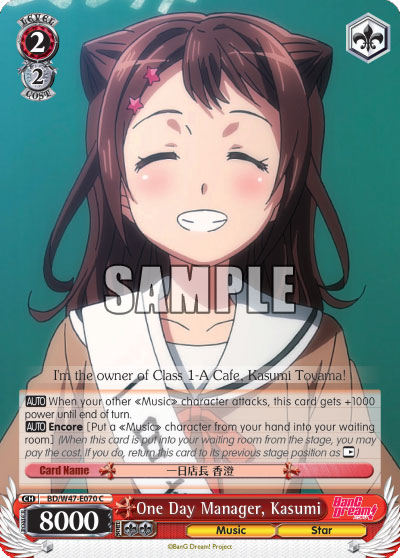 LEVEL
2
2
COST
SAMPLE
I'm the owner of Class 1-A Cafe, Kasumi Toyama!
AUTO When your other «Music» character attacks, this card gets +1000
power until end of turn.
AUTO Encore [Put a «Music» character from your hand into your waiting
room] (When this card is put into your waiting room from the stage, you may
pay the cost. If you do, return this card to its previous stage position as
Card Name 一日店長 香澄
CH BD/W47-E070 C
8000
One Day Manager, Kasumi
BanG Dream!
Music Star
©BanG Dream! Project